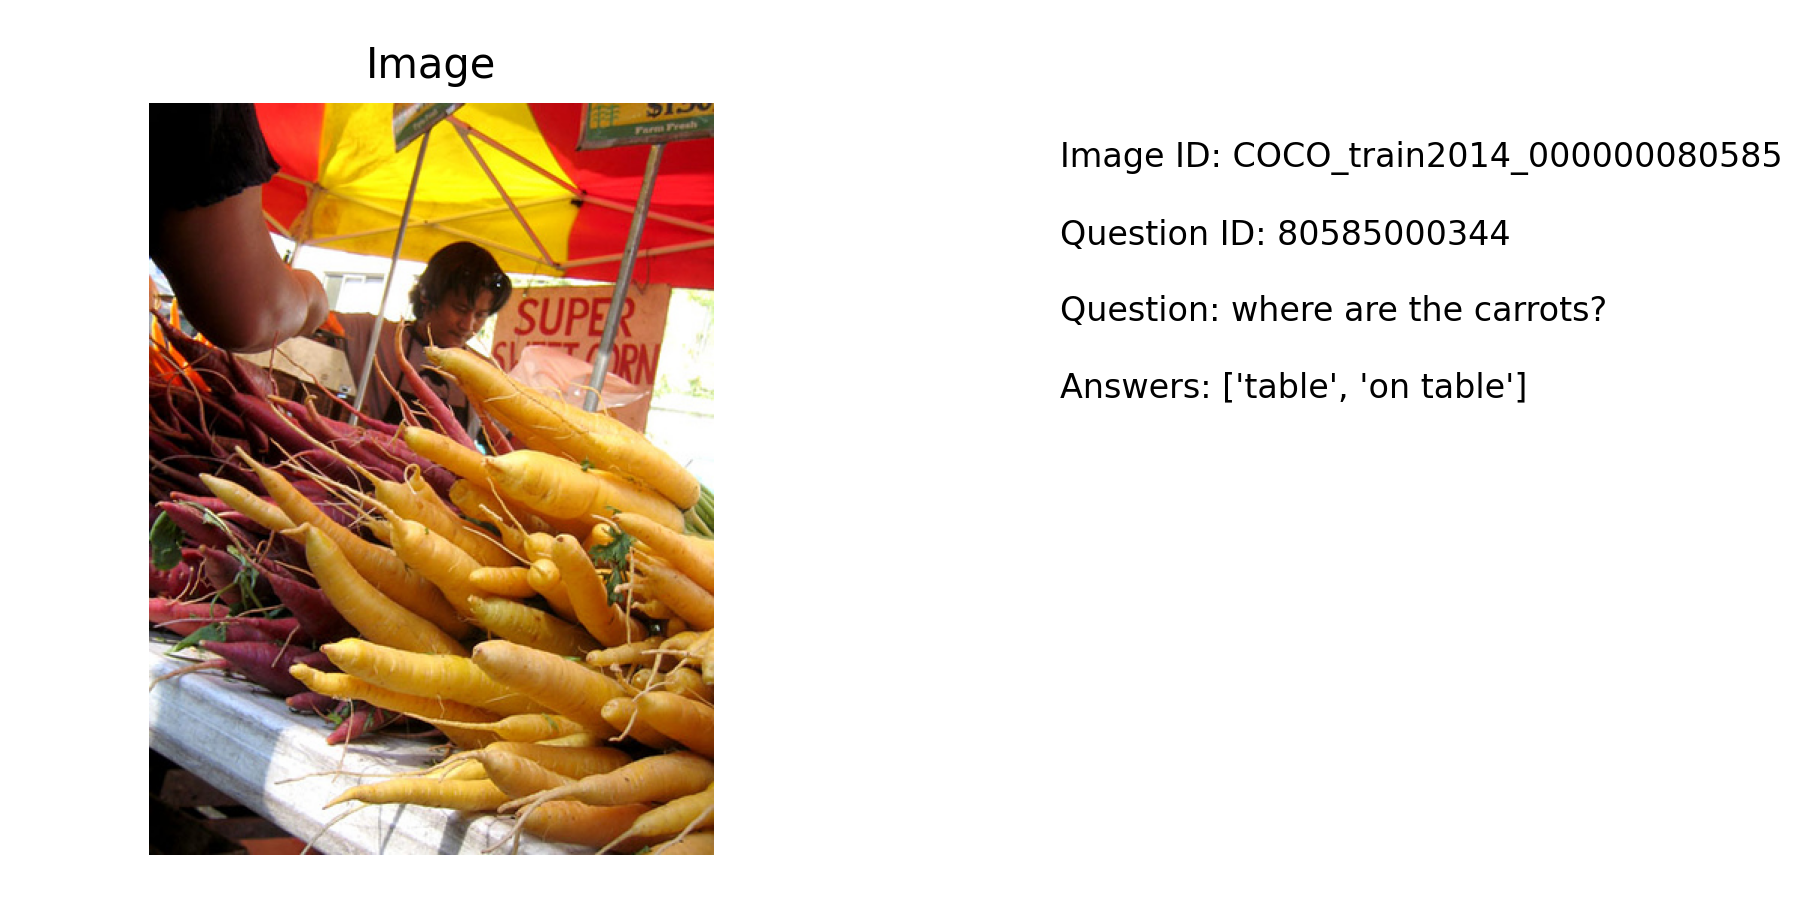 Image
$1.50
Farm Fresh
SUPER
SWEET CORN
Image ID: COCO_train2014_000000080585
Question ID: 80585000344
Question: where are the carrots?
Answers: ['table', 'on table']